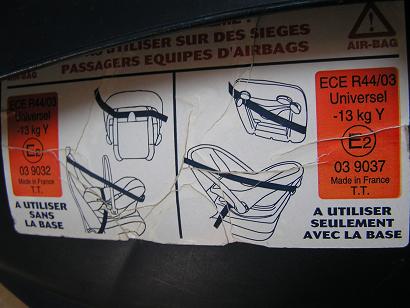 UTILISER SUR DES SIEGES
PASSAGERS EQUIPES D'AIRBAGS
AIR-BAG
AIR-BAG
ECE R44/03
Universel
-13 kg Y
E2
03 9032
Made in France
T.T.
A UTILISER
SANS
LA BASE
ECE R44/03
Universel
-13 kg Y
E2
03 9037
Made in France
T.T.
A UTILISER
SEULEMENT
AVEC LA BASE